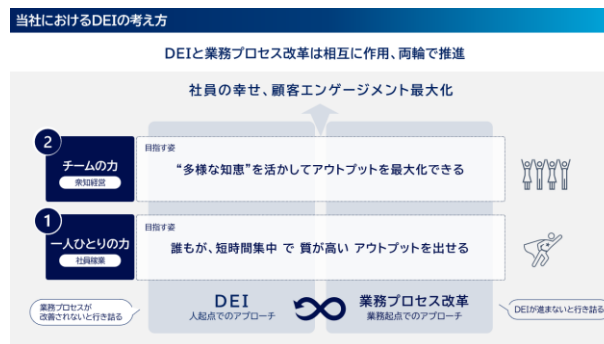 当社におけるDEIの考え方
DEIと業務プロセス改革は相互に作用、両輪で推進
社員の幸せ、顧客エンゲージメント最大化
2
チームの力
衆知経営
目指す姿
“多様な知恵”を活かしてアウトプットを最大化できる
1
一人ひとりの力
社員稼業
目指す姿
誰もが、短時間集中 で 質が高い アウトプットを出せる
業務プロセスが
改善されないと行き詰る
DEI
人起点でのアプローチ
業務プロセス改革
業務起点でのアプローチ
DEIが進まないと行き詰る